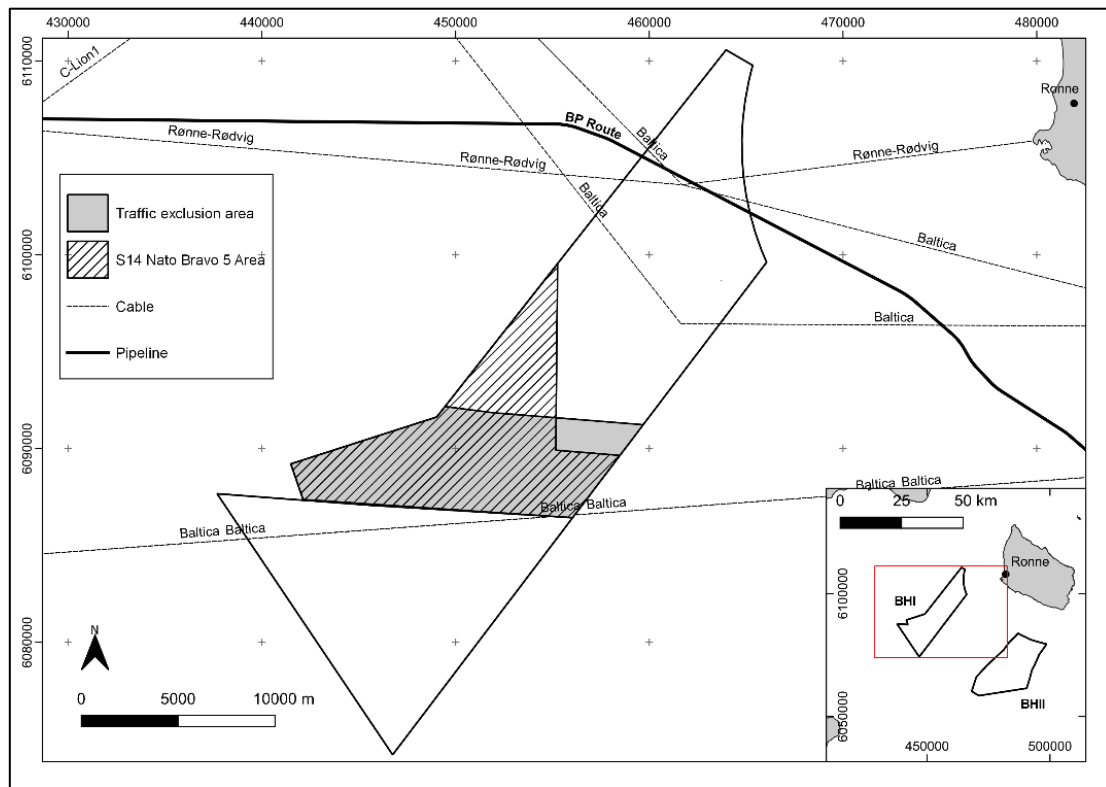 430000
440000
450000
460000
470000
480000
6110000
6100000
6090000
6080000
C-Lion1
Rønne-Rødvig
BP Route
Baltica
Rønne-Rødvig
Rønne-Rødvig
Ronne
Baltica
Baltica
Baltica
Traffic exclusion area
S14 Nato Bravo 5 Area
Cable
Pipeline
Baltica Baltica
Baltica Baltica
Baltica Baltica
N
0 5000 10000 m
0 25 50 km
Ronne
BHI
BHII
6100000
6050000
450000
500000